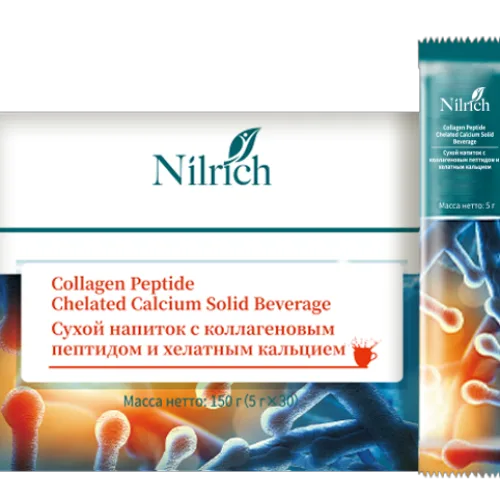 Nilrich
Collagen Peptide
Chelated Calcium Solid Beverage
Сухой напиток с коллагеновым
пептидом и хелатным кальцием
Масса нетто: 150 г (5 г×30)
Nilrich
Collagen Peptide
Chelated Calcium Solid
Beverage
Сухой напиток с
коллагеновым пептидом и
хелатным кальцием
Масса нетто: 5 г